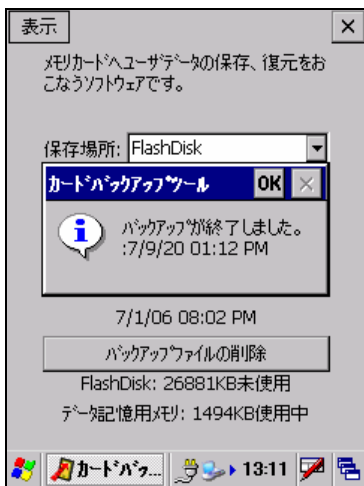 表示
メモリカードへユーザデータの保存、復元をお
こなうソフトウェアです。
保存場所: FlashDisk
カードバックアップツール OK
バックアップが終了しました。
:7/9/20 01:12 PM
7/1/06 08:02 PM
バックアップファイルの削除
FlashDisk: 26881KB未使用
データ記憶用メモリ: 1494KB使用中
カードバッ... 13:11